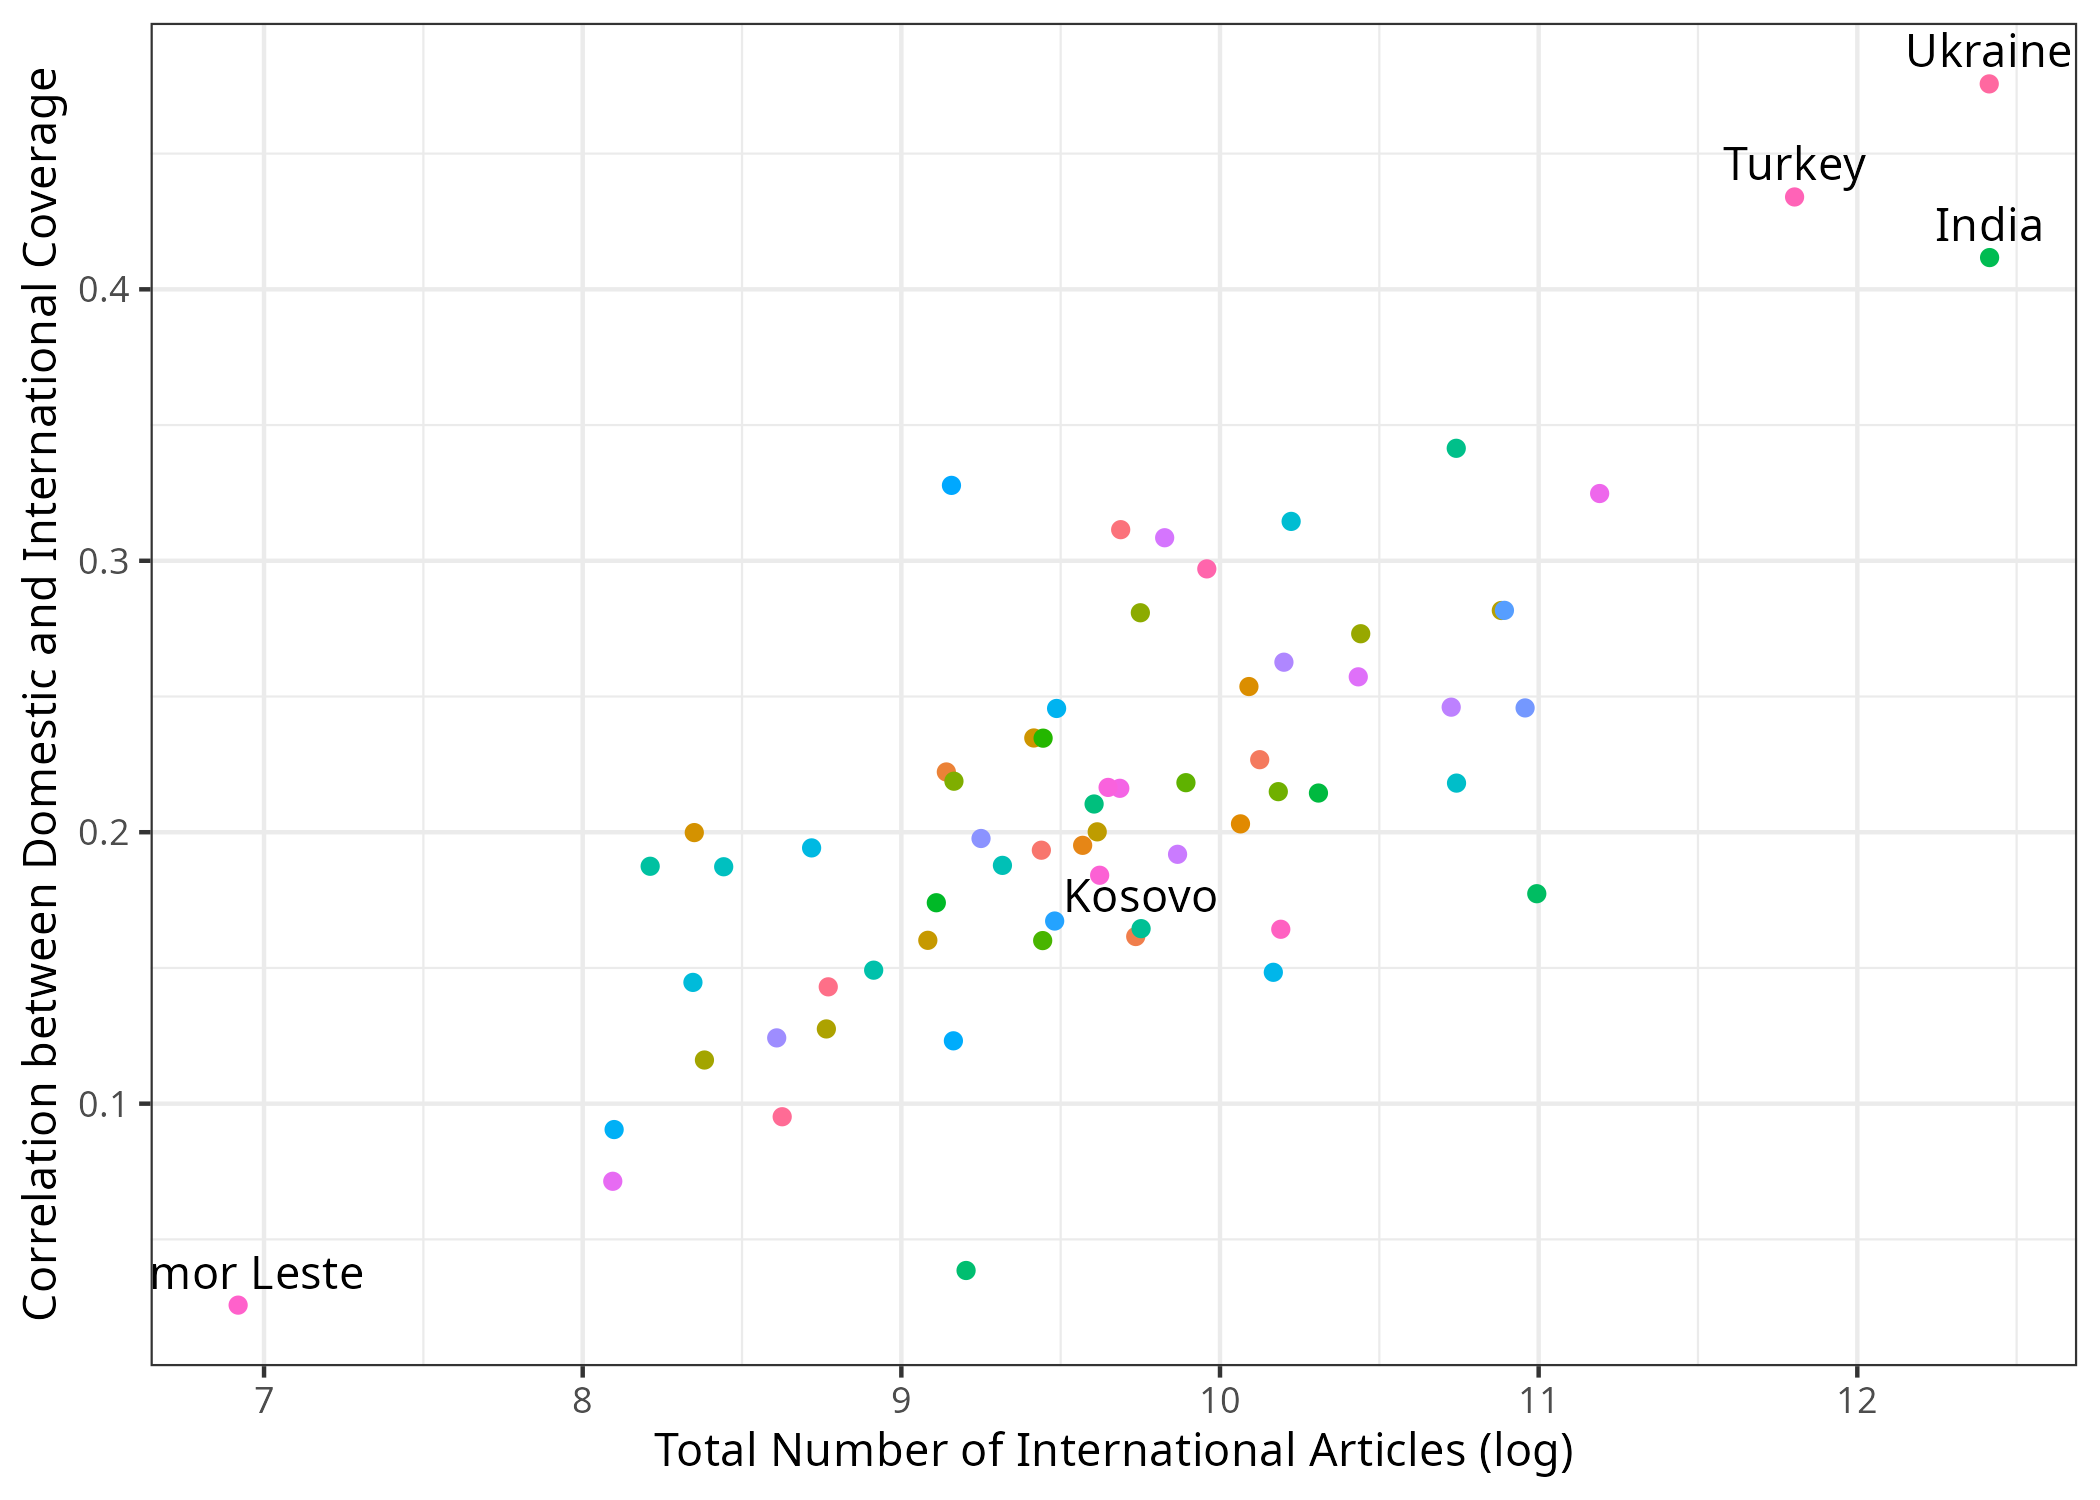 Correlation between Domestic and International Coverage
Ukraine
Turkey
India
0.4
0.3
0.2
Kosovo
0.1
mor Leste
7
8
9
10
11
12
Total Number of International Articles (log)